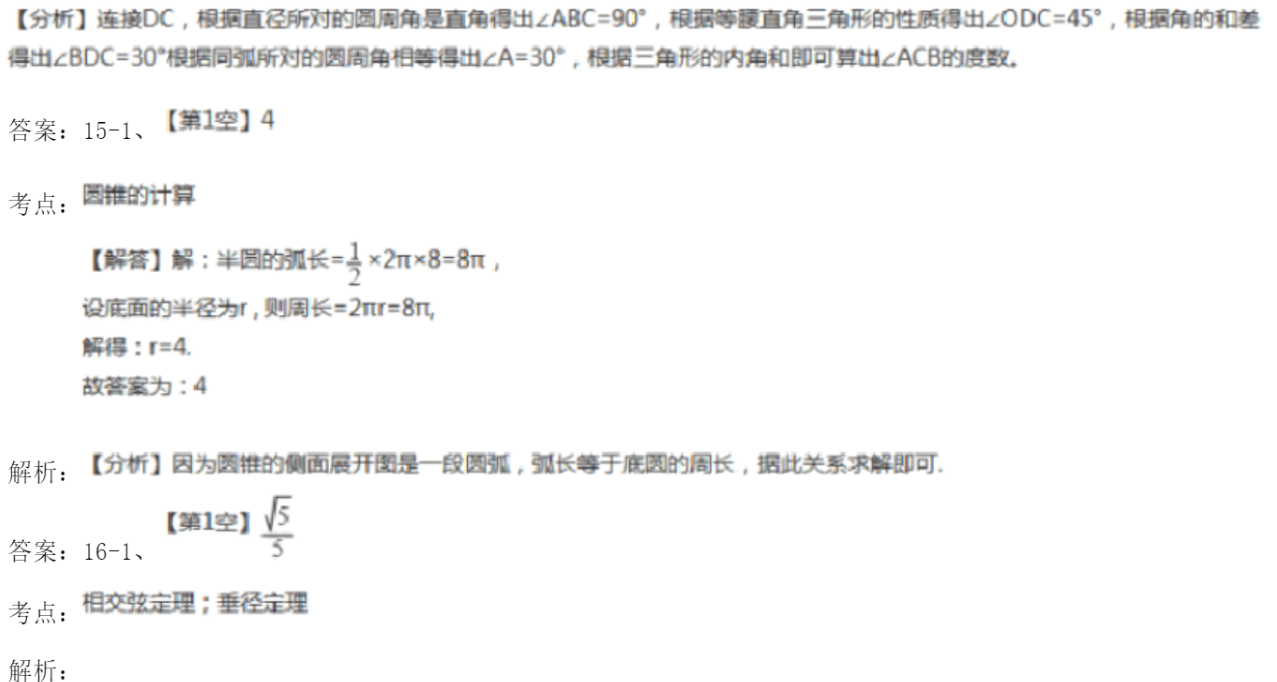 【分析】连接DC，根据直径所对的圆周角是直角得出∠ABC=90°，根据等腰直角三角形的性质得出∠ODC=45°，根据角的和差
得出∠BDC=30°根据同弧所对的圆周角相等得出∠A=30°，根据三角形的内角和即可算出∠ACB的度数。
答案：15-1、【第1空】4
考点：圆锥的计算
【解答】解：半圆的弧长=\frac{1}{2}×2π×8=8π，
设底面的半径为r，则周长=2πr=8π,
解得：r=4.
故答案为：4
解析：【分析】因为圆锥的侧面展开图是一段圆弧，弧长等于底圆的周长，据此关系求解即可.
答案：16-1、【第1空】\frac{\sqrt{5}}{5}
考点：相交弦定理；垂径定理
解析：